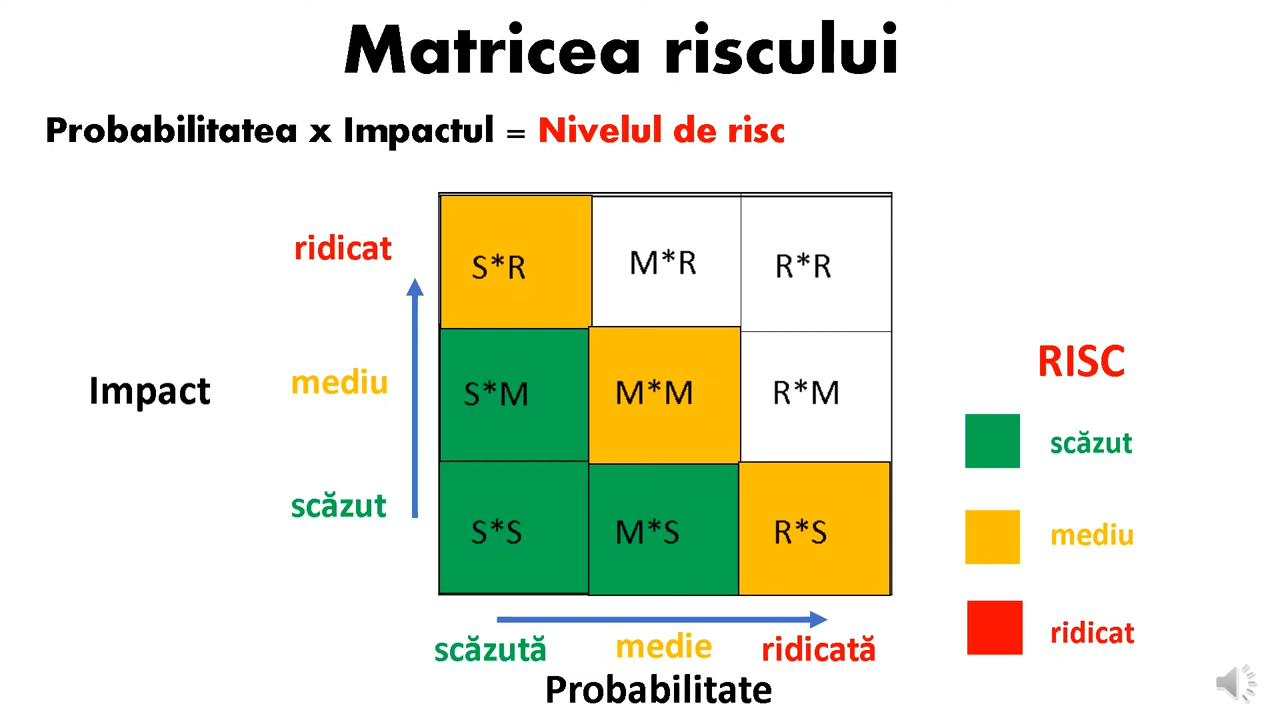 Matricea riscului
Probabilitatea x Impactul = Nivelul de risc
ridicat
S*R
M*R
R*R
Impact
mediu
S*M
M*M
R*M
scăzut
S*S
M*S
R*S
scăzută
medie
ridicată
Probabilitate
RISC
scăzut
mediu
ridicat